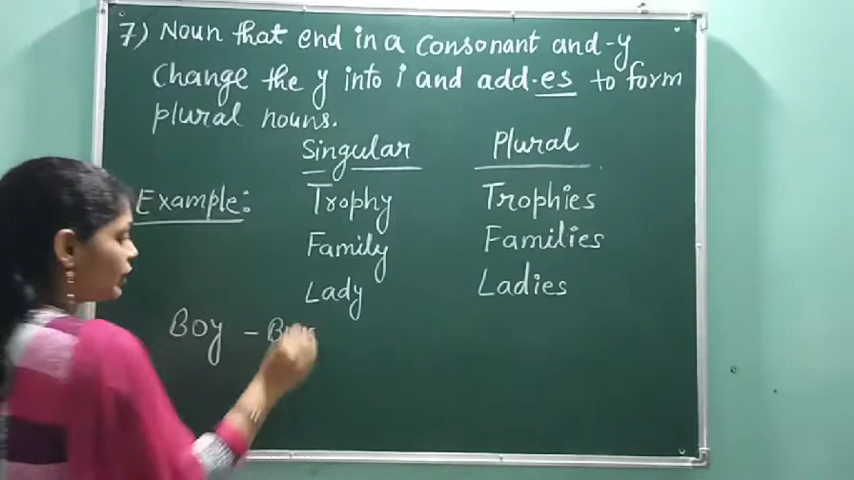 7) Noun that end in a consonant and -y
Change the y into i and add -es to form
plural nouns.
Singular Plural
Example: Trophy Trophies
Family Families
Lady Ladies
Boy -